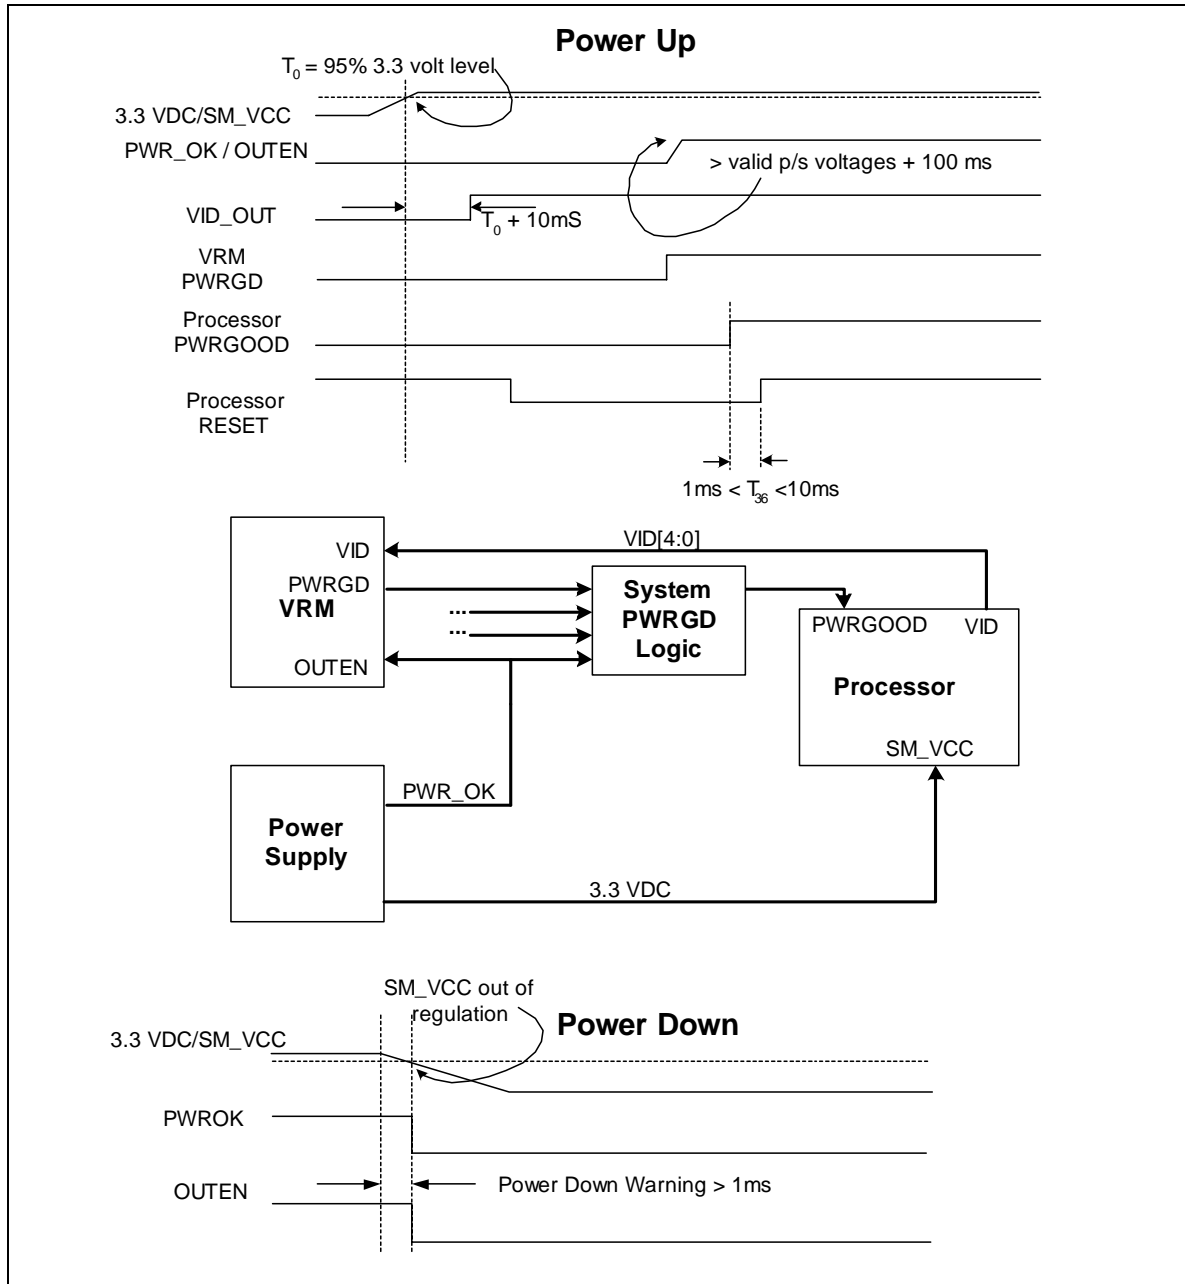 Power Up
T0 = 95% 3.3 volt level
3.3 VDC/SM_VCC
PWR_OK / OUTEN
> valid p/s voltages + 100 ms
VID_OUT
T0 + 10mS
VRM
PWRGD
Processor
PWRGOOD
Processor
RESET
1ms < T36 <10ms
VID[4:0]
VID
PWRGD
VRM
OUTEN
...
...
System
PWRGD
Logic
PWRGOOD
VID
Processor
SM_VCC
PWR_OK
Power
Supply
3.3 VDC
SM_VCC out of
regulation
Power Down
3.3 VDC/SM_VCC
PWROK
OUTEN
Power Down Warning > 1ms